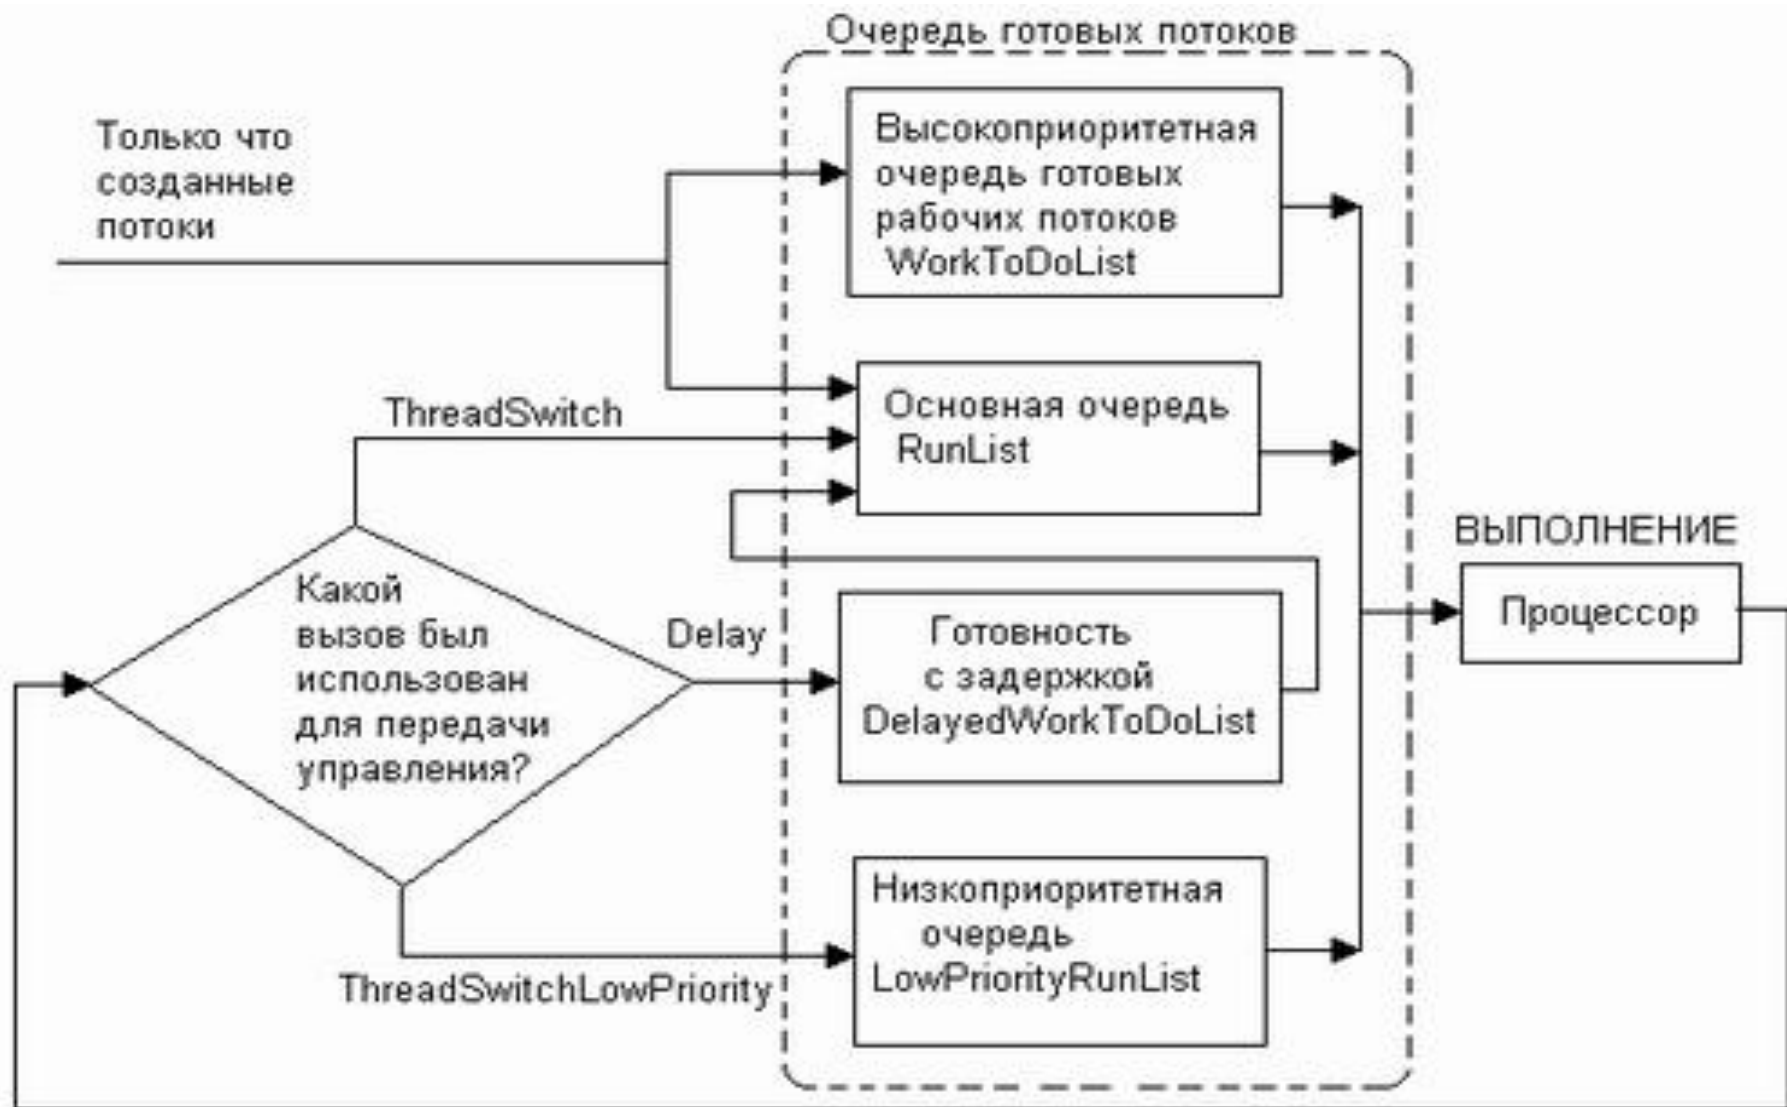 Очередь готовых потоков
Только что
созданные
потоки
Высокоприоритетная
очередь готовых
рабочих потоков
WorkToDoList
ThreadSwitch
Основная очередь
RunList
ВЫПОЛНЕНИЕ
Процессор
Какой
вызов был
использован
для передачи
управления?
Delay
Готовность
с задержкой
DelayedWorkToDoList
Низкоприоритетная
очередь
LowPriorityRunList
ThreadSwitchLowPriority